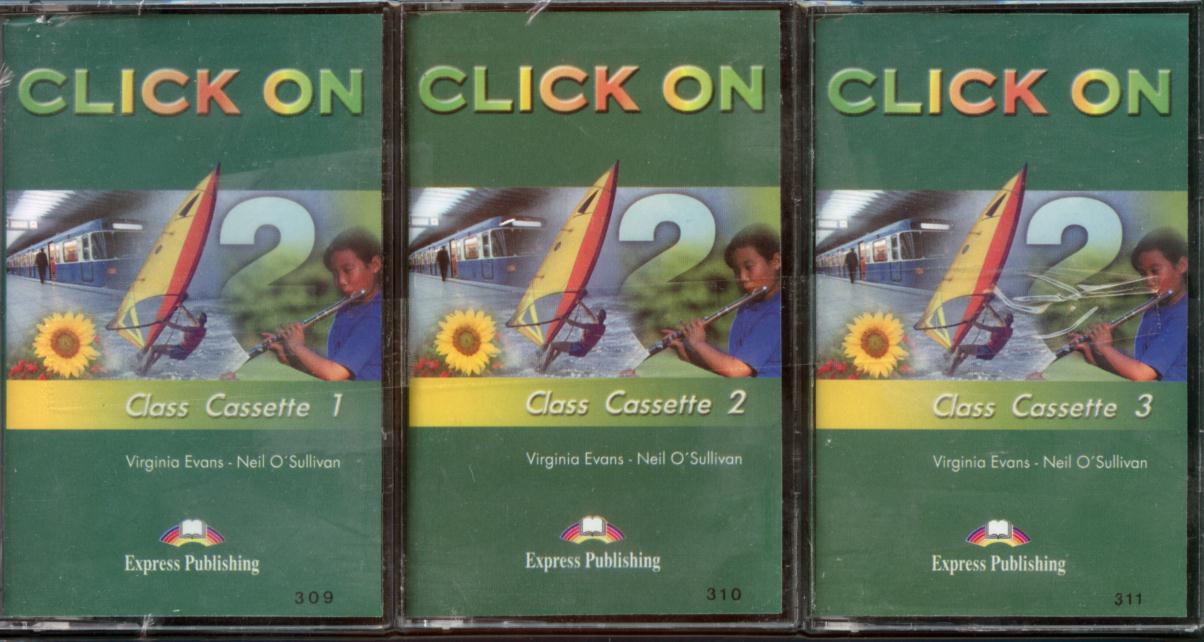 CLICK ON
2
Class Cassette 1
Virginia Evans - Neil O´Sullivan
Express Publishing
309
CLICK ON
2
Class Cassette 2
Virginia Evans - Neil O´Sullivan
Express Publishing
310
CLICK ON
2
Class Cassette 3
Virginia Evans - Neil O´Sullivan
Express Publishing
311